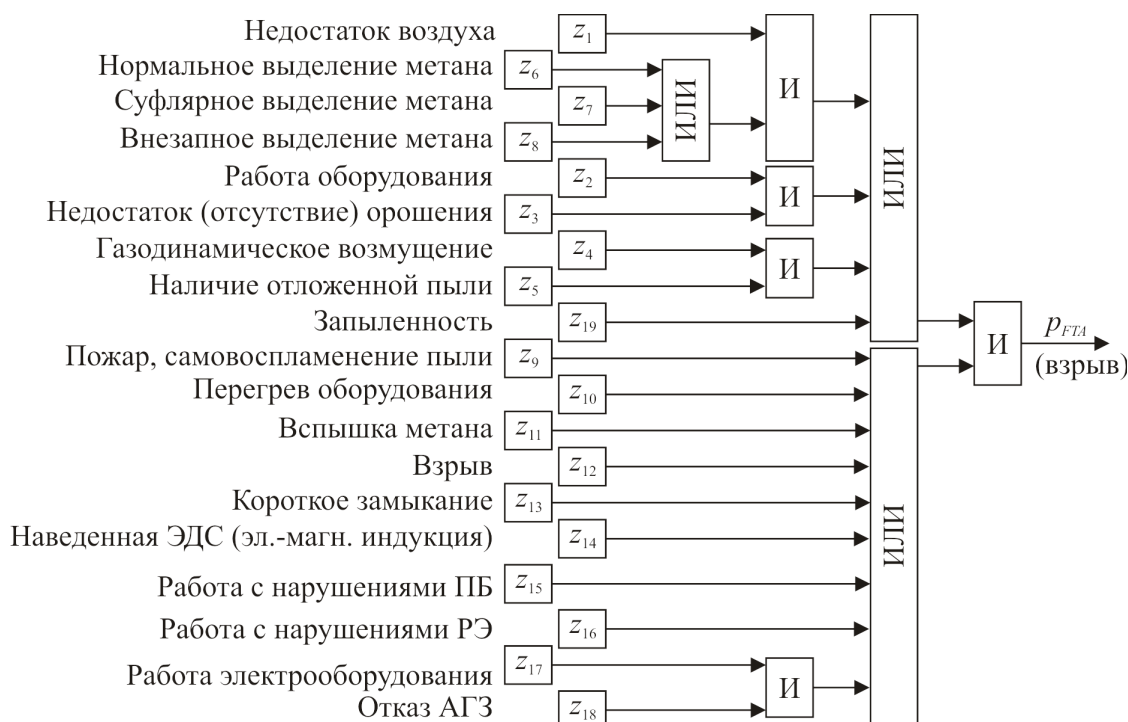 Недостаток воздуха z1
Нормальное выделение метана z6
Суфлярное выделение метана z7
Внезапное выделение метана z8
ИЛИ
И
Работа оборудования z2
Недостаток (отсутствие) орошения z3
И
Газодинамическое возмущение z4
Наличие отложенной пыли z5
И
Запыленность z19
ИЛИ
Пожар, самовоспламенение пыли z9
Перегрев оборудования z10
Вспышка метана z11
Взрыв z12
Короткое замыкание z13
Наведенная ЭДС (эл.-магн. индукция) z14
Работа с нарушениями ПБ z15
Работа с нарушениями РЭ z16
Работа электрооборудования z17
Отказ АГЗ z18
И
ИЛИ
И
pFTA
(взрыв)